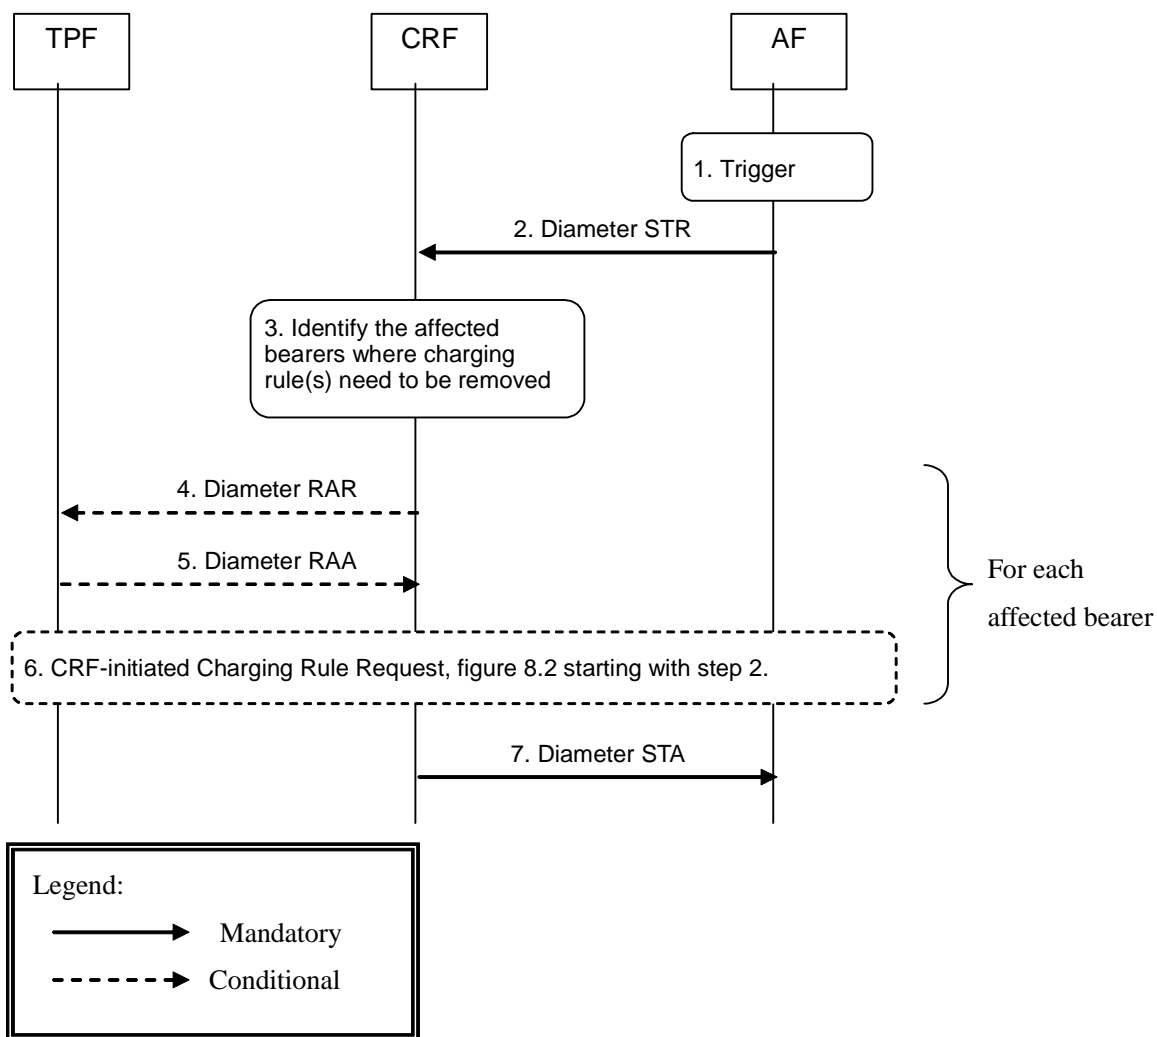 TPF
CRF
AF
1. Trigger
2. Diameter STR
3. Identify the affected
bearers where charging
rule(s) need to be removed
4. Diameter RAR
5. Diameter RAA
For each
affected bearer
6. CRF-initiated Charging Rule Request, figure 8.2 starting with step 2.
7. Diameter STA
Legend:
Mandatory
Conditional